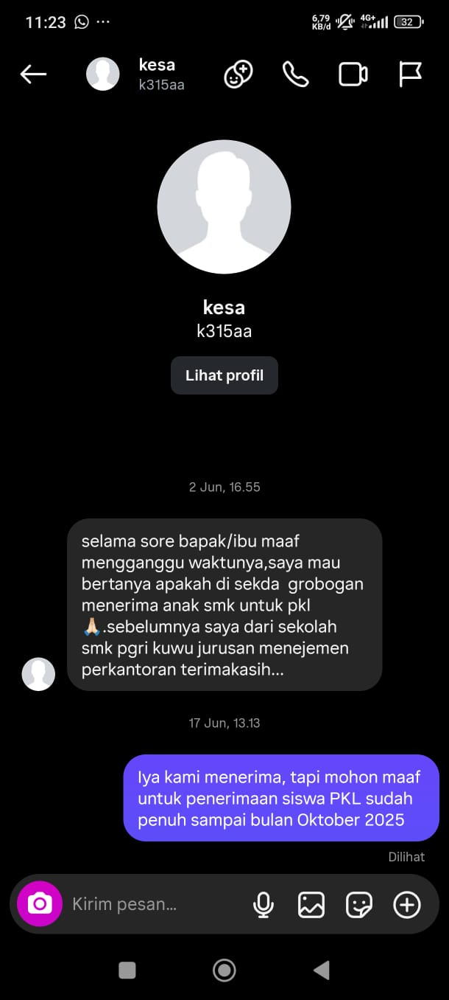 11:23
6,79 KB/d 4G+ 32
kesa
k315aa
kesa
k315aa
Lihat profil
2 Jun, 16.55
selama sore bapak/ibu maaf
mengganggu waktunya,saya mau
bertanya apakah di sekda  grobogan
menerima anak smk untuk pkl
🙏🏻.sebelumnya saya dari sekolah
smk pgri kuwu jurusan menejemen
perkantoran terimakasih...
17 Jun, 13.13
Iya kami menerima, tapi mohon maaf
untuk penerimaan siswa PKL sudah
penuh sampai bulan Oktober 2025
Dilihat
Kirim pesan...